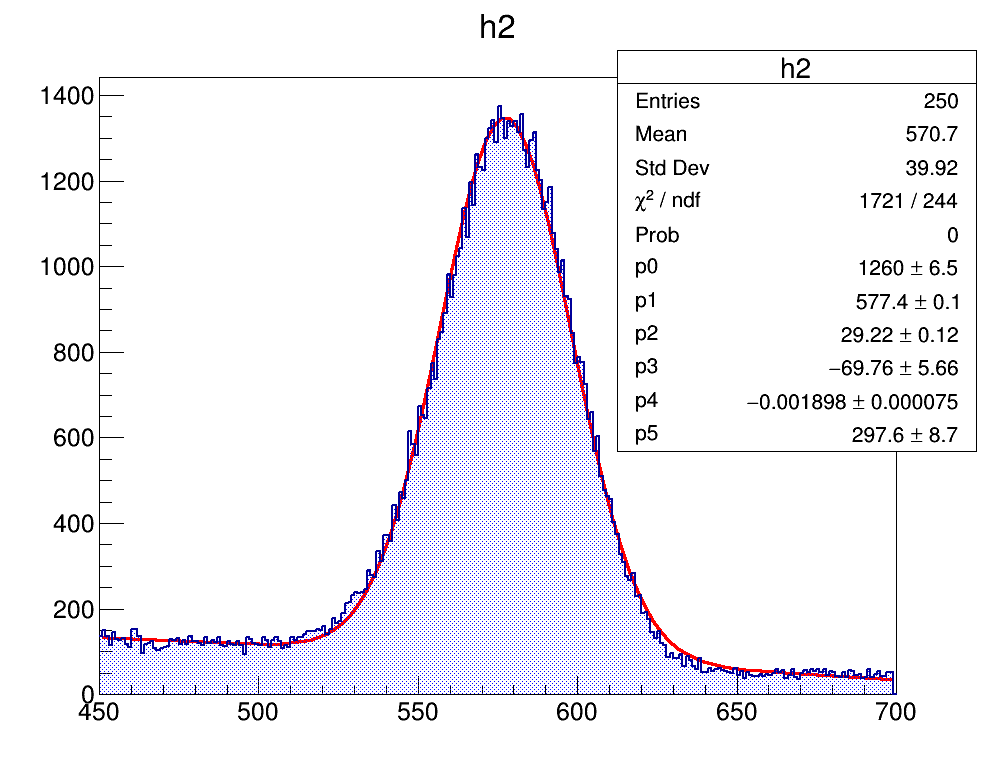 h2
h2
Entries 250
Mean 570.7
Std Dev 39.92
χ² / ndf 1721 / 244
Prob 0
p0 1260 ± 6.5
p1 577.4 ± 0.1
p2 29.22 ± 0.12
p3 −69.76 ± 5.66
p4 −0.001898 ± 0.000075
p5 297.6 ± 8.7
1400
1200
1000
800
600
400
200
0
450 500 550 600 650 700